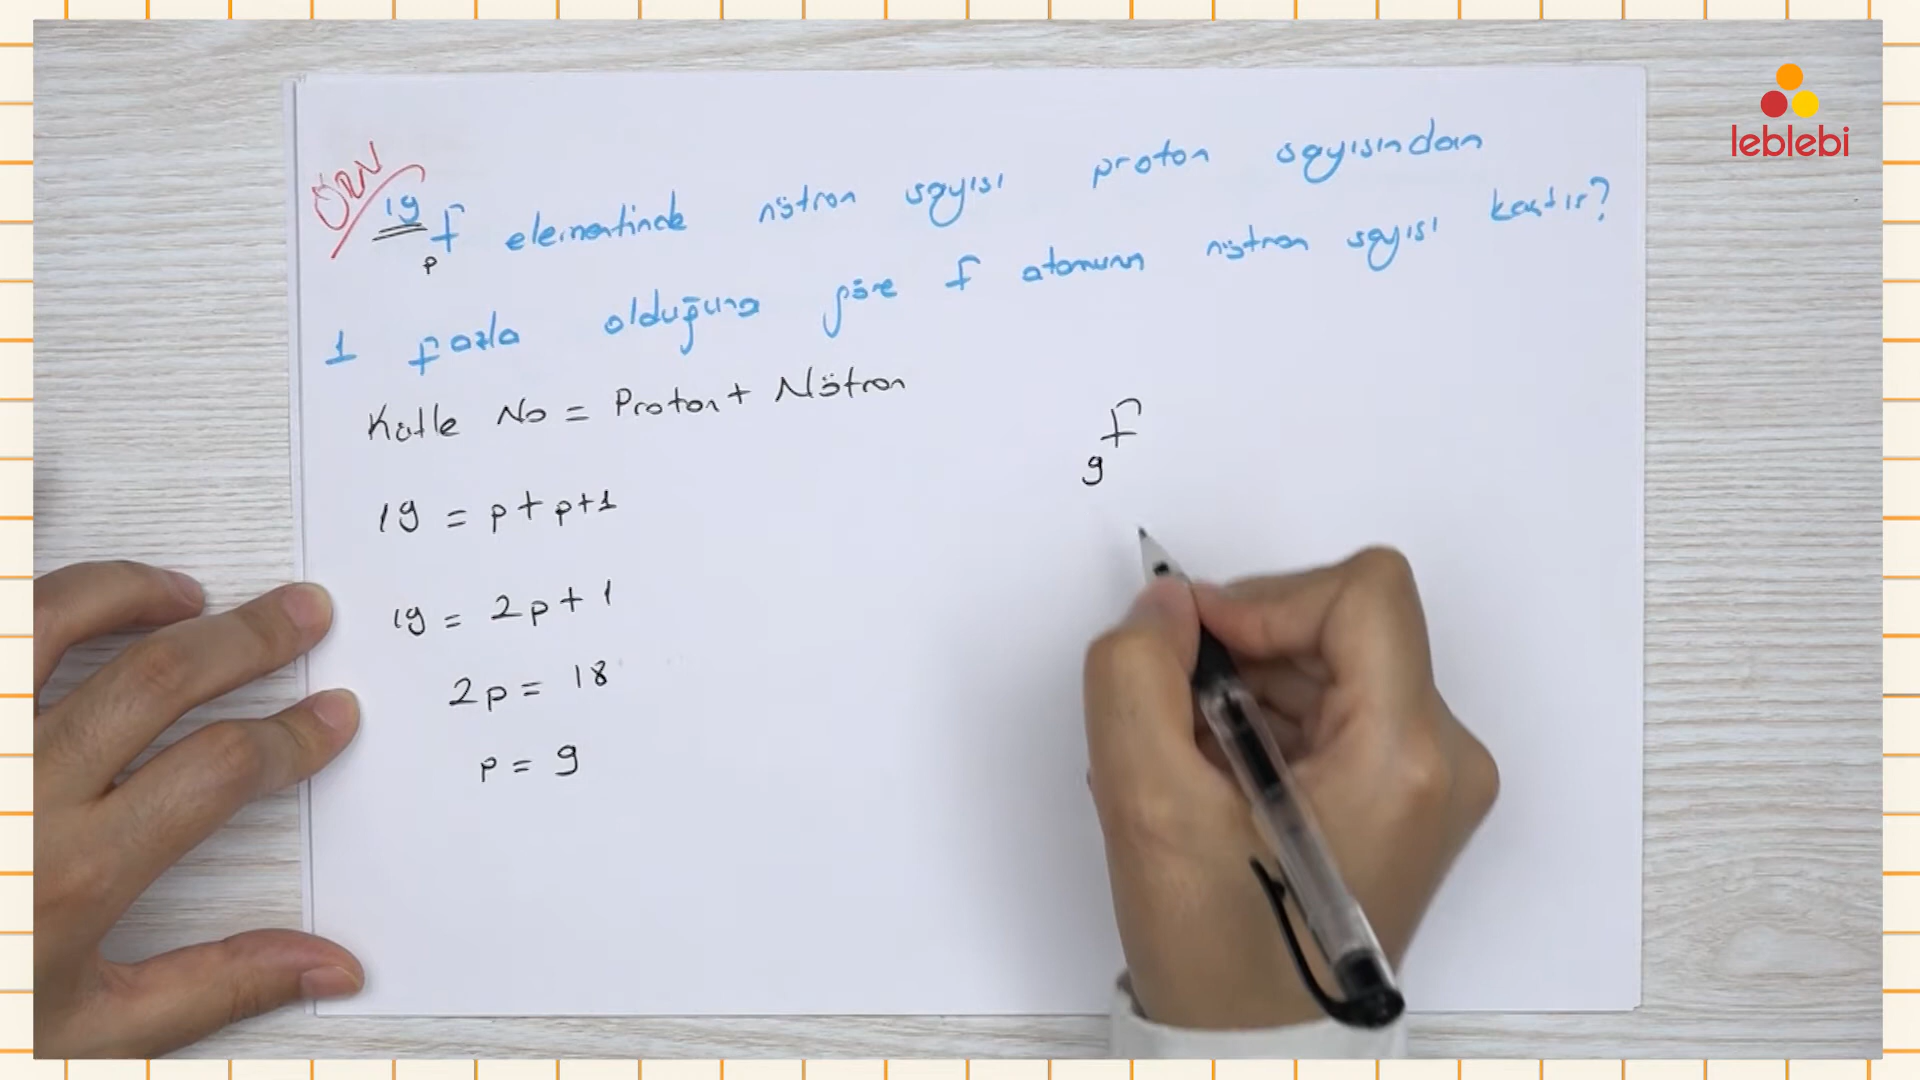 ÖRN
19
F elementinde nötron sayısı proton sayısından
p
1 fazla olduğuna göre F atomunun nötron sayısı kaçtır?
Kütle No = Proton + Nötron
19 = p + p+1
19 = 2p + 1
2p = 18
p = 9
F
9
leblebi